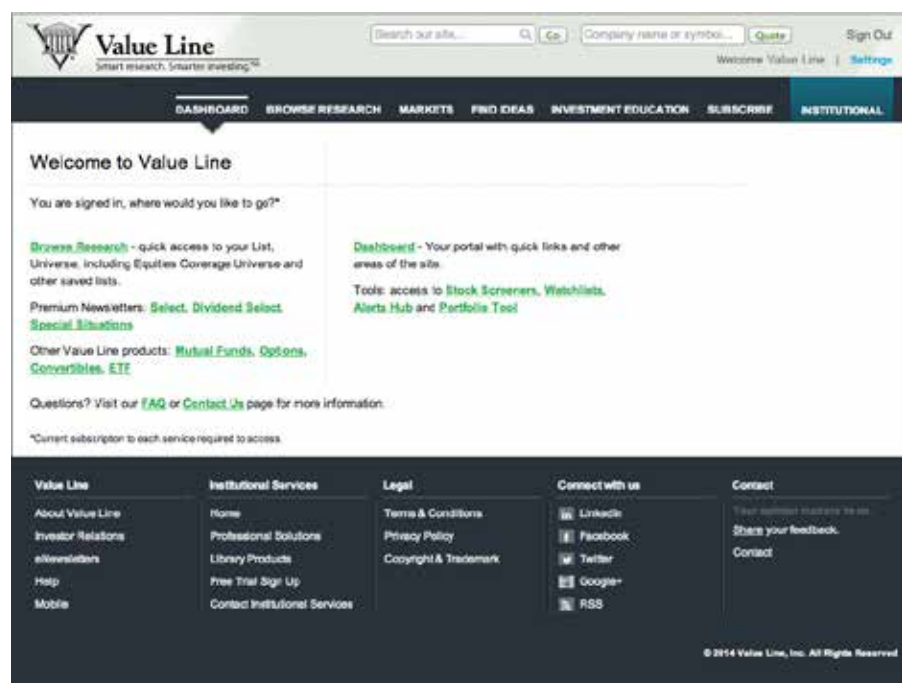 Value Line
Smart research. Smarter investing.™
Search our site... Go Company name or symbol... Quote Sign Out
Welcome Value Line | Settings
DASHBOARD BROWSE RESEARCH MARKETS FIND IDEAS INVESTMENT EDUCATION SUBSCRIBE INSTITUTIONAL
Welcome to Value Line
You are signed in, where would you like to go?*
Browse Research - quick access to your List,
Universe, including Equities Coverage Universe and
other saved lists.
Premium Newsletters: Select, Dividend Select
Special Situations
Other Value Line products: Mutual Funds, Options,
Convertibles, ETF
Dashboard - Your portal with quick links and other
areas of the site.
Tools: access to Stock Screeners, Watchlists,
Alerts Hub and Portfolio Tool
Questions? Visit our FAQ or Contact Us page for more information.
*Current subscription to each service required to access.
Value Line
About Value Line
Investor Relations
eNewsletters
Help
Mobile
Institutional Services
Home
Professional Solutions
Library Products
Free Trial Sign Up
Contact Institutional Services
Legal
Terms & Conditions
Privacy Policy
Copyright & Trademark
Connect with us
LinkedIn
Facebook
Twitter
Google+
RSS
Contact
Your opinion matters to us.
Share your feedback.
Contact
© 2014 Value Line, Inc. All Rights Reserved